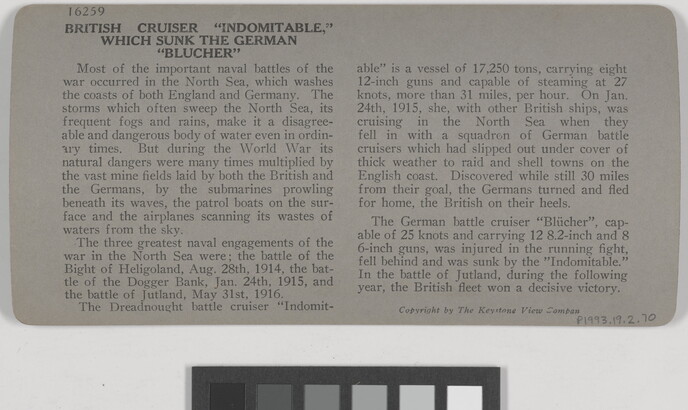 16259
BRITISH CRUISER "INDOMITABLE,"
WHICH SUNK THE GERMAN
"BLUCHER"
Most of the important naval battles of the
war occurred in the North Sea, which washes
the coasts of both England and Germany. The
storms which often sweep the North Sea, its
frequent fogs and rains, make it a disagree-
able and dangerous body of water even in ordin-
ary times. But during the World War its
natural dangers were many times multiplied by
the vast mine fields laid by both the British and
the Germans, by the submarines prowling
beneath its waves, the patrol boats on the sur-
face and the airplanes scanning its wastes of
waters from the sky.
The three greatest naval engagements of the
war in the North Sea were; the battle of the
Bight of Heligoland, Aug. 28th, 1914, the bat-
tle of the Dogger Bank, Jan. 24th, 1915, and
the battle of Jutland, May 31st, 1916.
The Dreadnought battle cruiser "Indomit-
able" is a vessel of 17,250 tons, carrying eight
12-inch guns and capable of steaming at 27
knots, more than 31 miles, per hour. On Jan.
24th, 1915, she, with other British ships, was
cruising in the North Sea when they
fell in with a squadron of German battle
cruisers which had slipped out under cover of
thick weather to raid and shell towns on the
English coast. Discovered while still 30 miles
from their goal, the Germans turned and fled
for home, the British on their heels.
The German battle cruiser "Blücher", cap-
able of 25 knots and carrying 12 8.2-inch and 8
6-inch guns, was injured in the running fight,
fell behind and was sunk by the "Indomitable."
In the battle of Jutland, during the following
year, the British fleet won a decisive victory.
Copyright by The Keystone View Compan
P1993.19.2.70